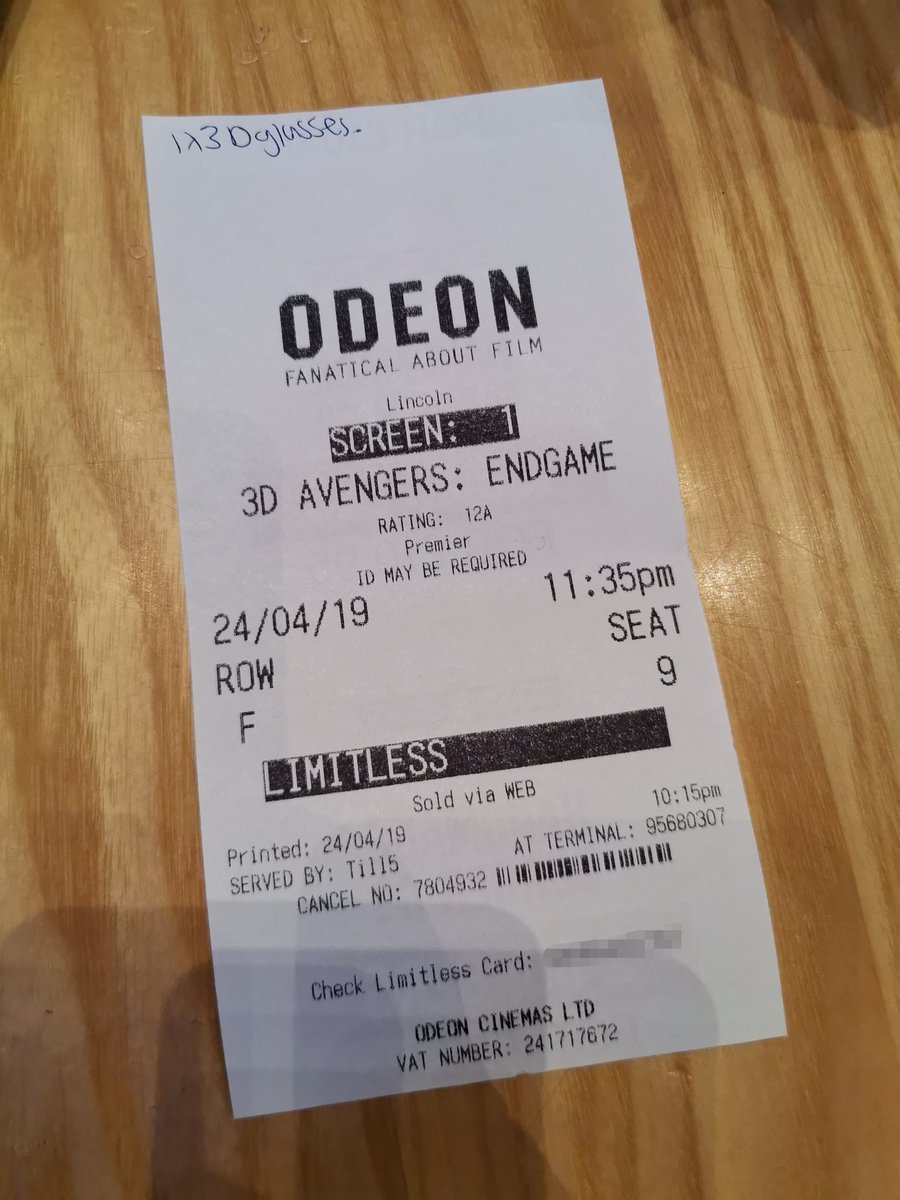 1x3D glasses.
ODEON
FANATICAL ABOUT FILM
Lincoln
SCREEN: 1
3D AVENGERS: ENDGAME
RATING: 12A
Premier
ID MAY BE REQUIRED
24/04/19 11:35pm
ROW SEAT
F 9
LIMITLESS
Sold via WEB
Printed: 24/04/19 10:15pm
SERVED BY: Till5 AT TERMINAL: 95680307
CANCEL NO: 7804932
Check Limitless Card:
ODEON CINEMAS LTD
VAT NUMBER: 241717672